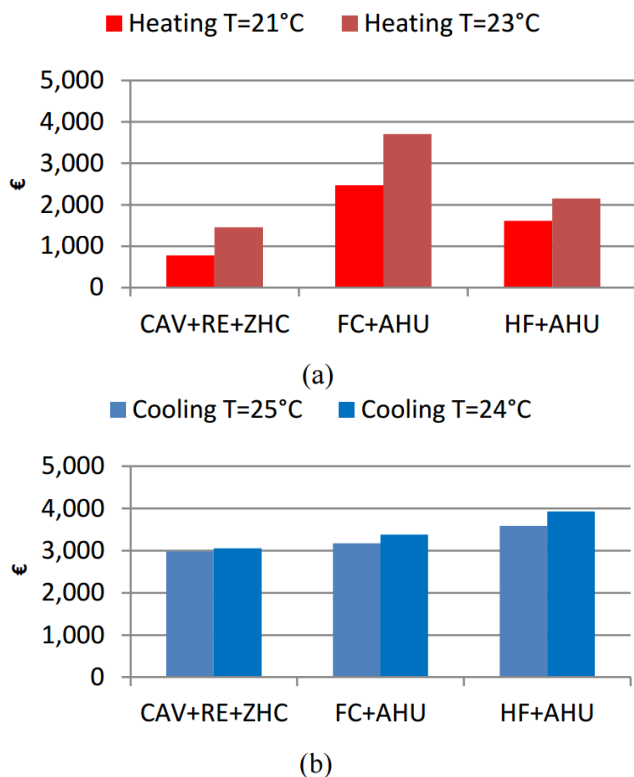 Heating T=21°C Heating T=23°C
5,000
4,000
3,000
€
2,000
1,000
0
CAV+RE+ZHC FC+AHU HF+AHU
(a)
Cooling T=25°C Cooling T=24°C
5,000
4,000
3,000
€
2,000
1,000
0
CAV+RE+ZHC FC+AHU HF+AHU
(b)